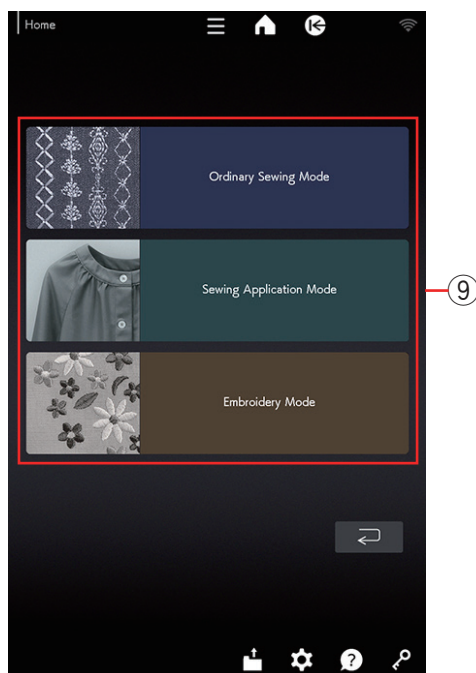 Home
Ordinary Sewing Mode
Sewing Application Mode
⑨
Embroidery Mode
?